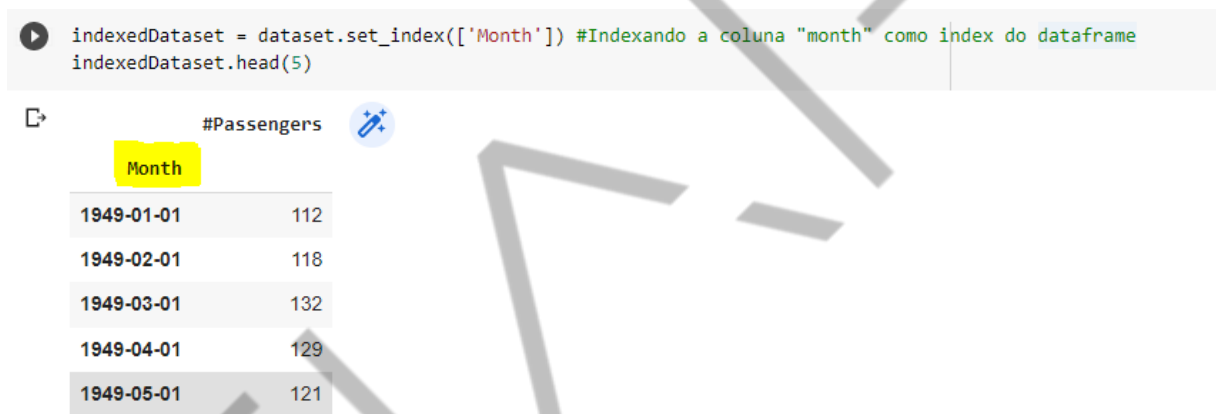 indexedDataset = dataset.set_index(['Month']) #Indexando a coluna "month" como index do dataframe
indexedDataset.head(5)
#Passengers
Month
1949-01-01 112
1949-02-01 118
1949-03-01 132
1949-04-01 129
1949-05-01 121